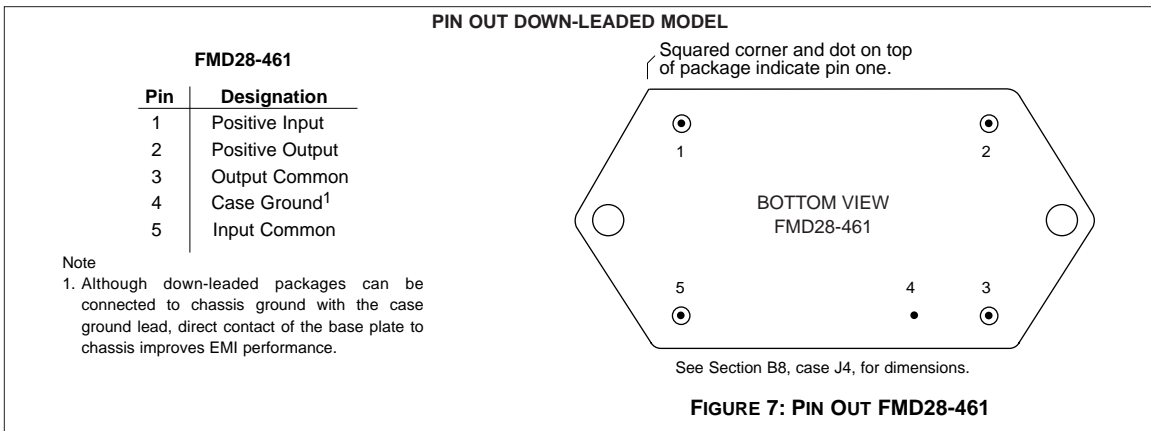 PIN OUT DOWN-LEADED MODEL
FMD28-461
Pin Designation
1 Positive Input
2 Positive Output
3 Output Common
4 Case Ground1
5 Input Common
Note
1. Although down-leaded packages can be
connected to chassis ground with the case
ground lead, direct contact of the base plate to
chassis improves EMI performance.
Squared corner and dot on top
of package indicate pin one.
1 2
BOTTOM VIEW
FMD28-461
5 4 3
See Section B8, case J4, for dimensions.
FIGURE 7: PIN OUT FMD28-461